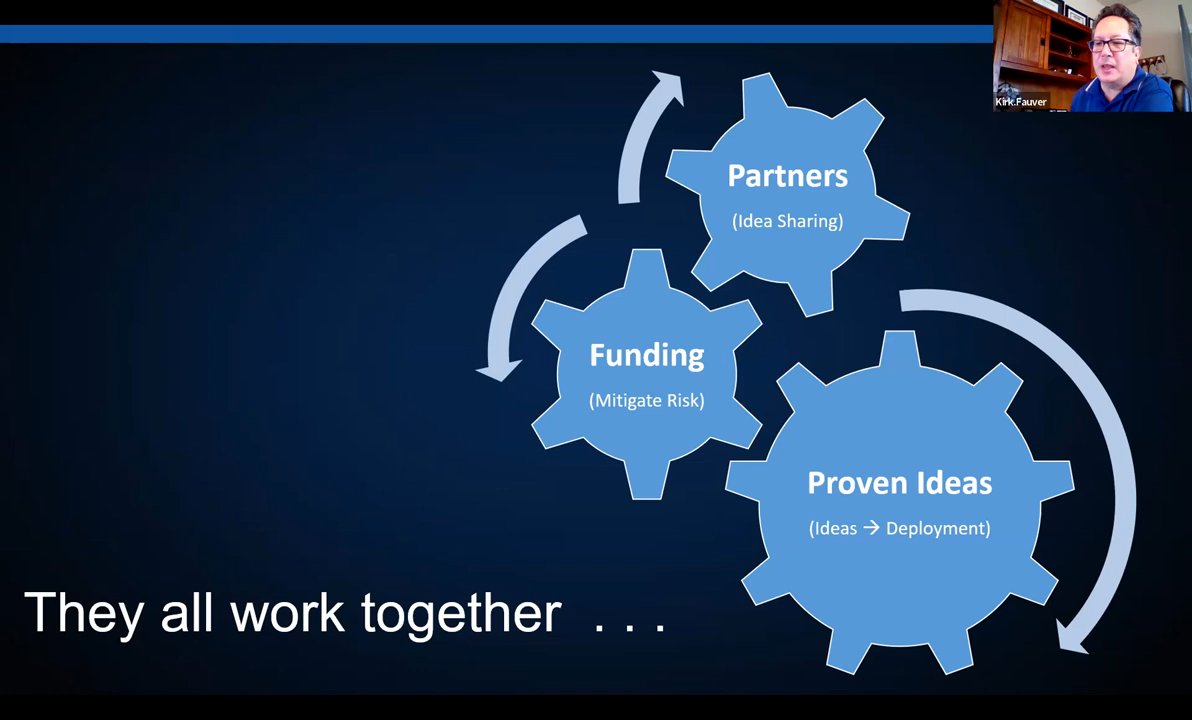 Kirk.Fauver
Partners
(Idea Sharing)
Funding
(Mitigate Risk)
Proven Ideas
(Ideas → Deployment)
They all work together . . .